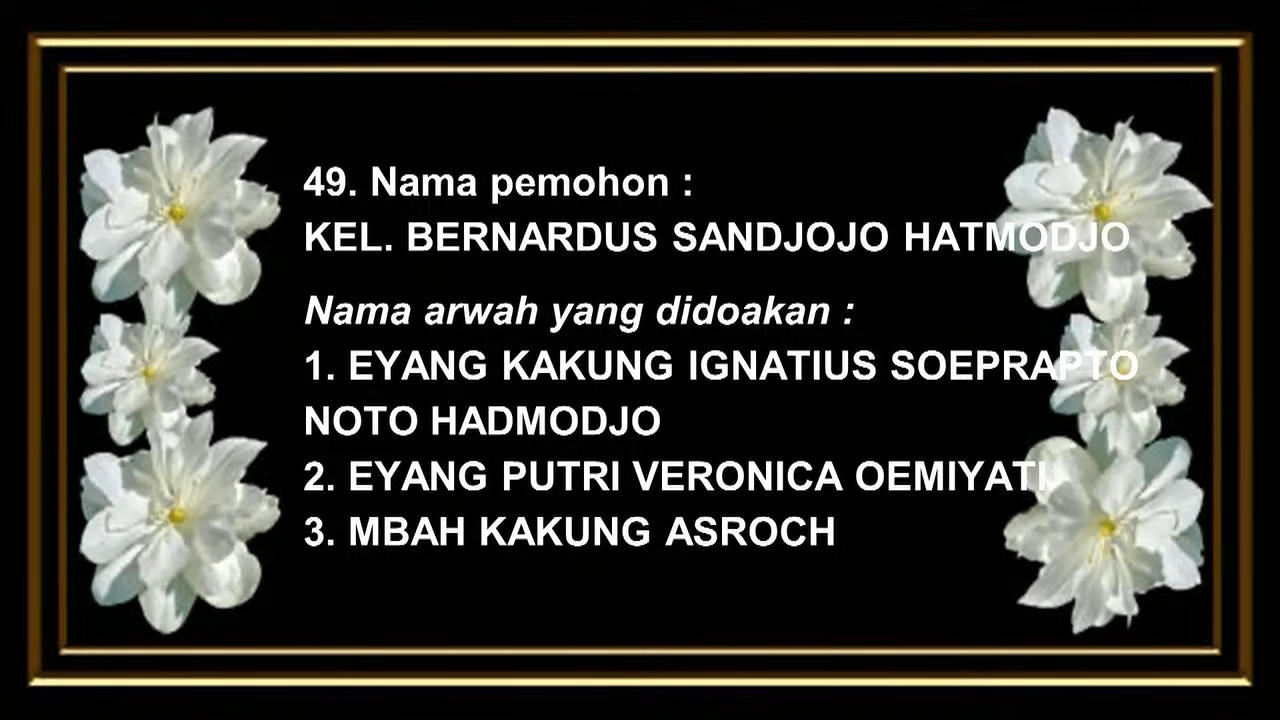 49. Nama pemohon :
KEL. BERNARDUS SANDJOJO HATMODJO
Nama arwah yang didoakan :
1. EYANG KAKUNG IGNATIUS SOEPRAPTO
NOTO HADMODJO
2. EYANG PUTRI VERONICA OEMIYATI
3. MBAH KAKUNG ASROCH